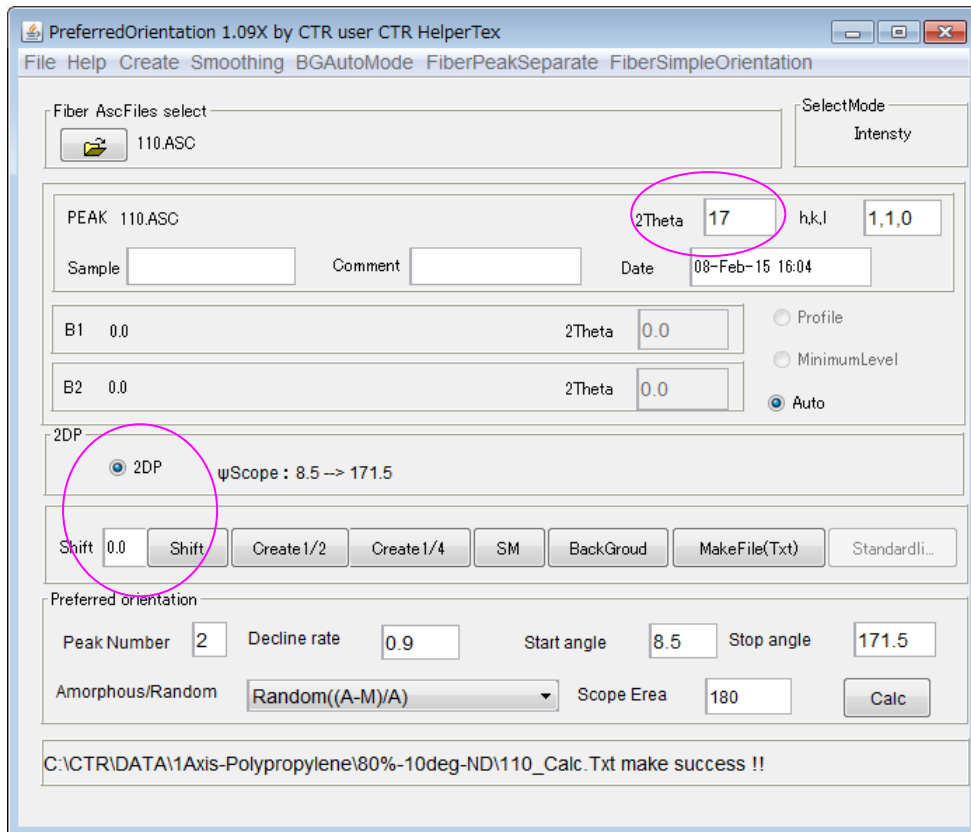 PreferredOrientation 1.09X by CTR user CTR HelperTex
File Help Create Smoothing BGAutoMode FiberPeakSeparate FiberSimpleOrientation
Fiber AscFiles select
SelectMode
110.ASC
Intensty
PEAK 110.ASC 2Theta 17 h,k,l 1,1,0
Sample Comment Date 08-Feb-15 16:04
B1 0.0 2Theta 0.0
Profile
MinimumLevel
B2 0.0 2Theta 0.0
Auto
2DP
2DP ψScope : 8.5 --> 171.5
Shift 0.0 Shift Create1/2 Create1/4 SM BackGroud MakeFile(Txt) Standardli...
Preferred orientation
Peak Number 2 Decline rate 0.9 Start angle 8.5 Stop angle 171.5
Amorphous/Random Random((A-M)/A) Scope Erea 180 Calc
C:\CTR\DATA\1Axis-Polypropylene\80%-10deg-ND\110_Calc.Txt make success !!